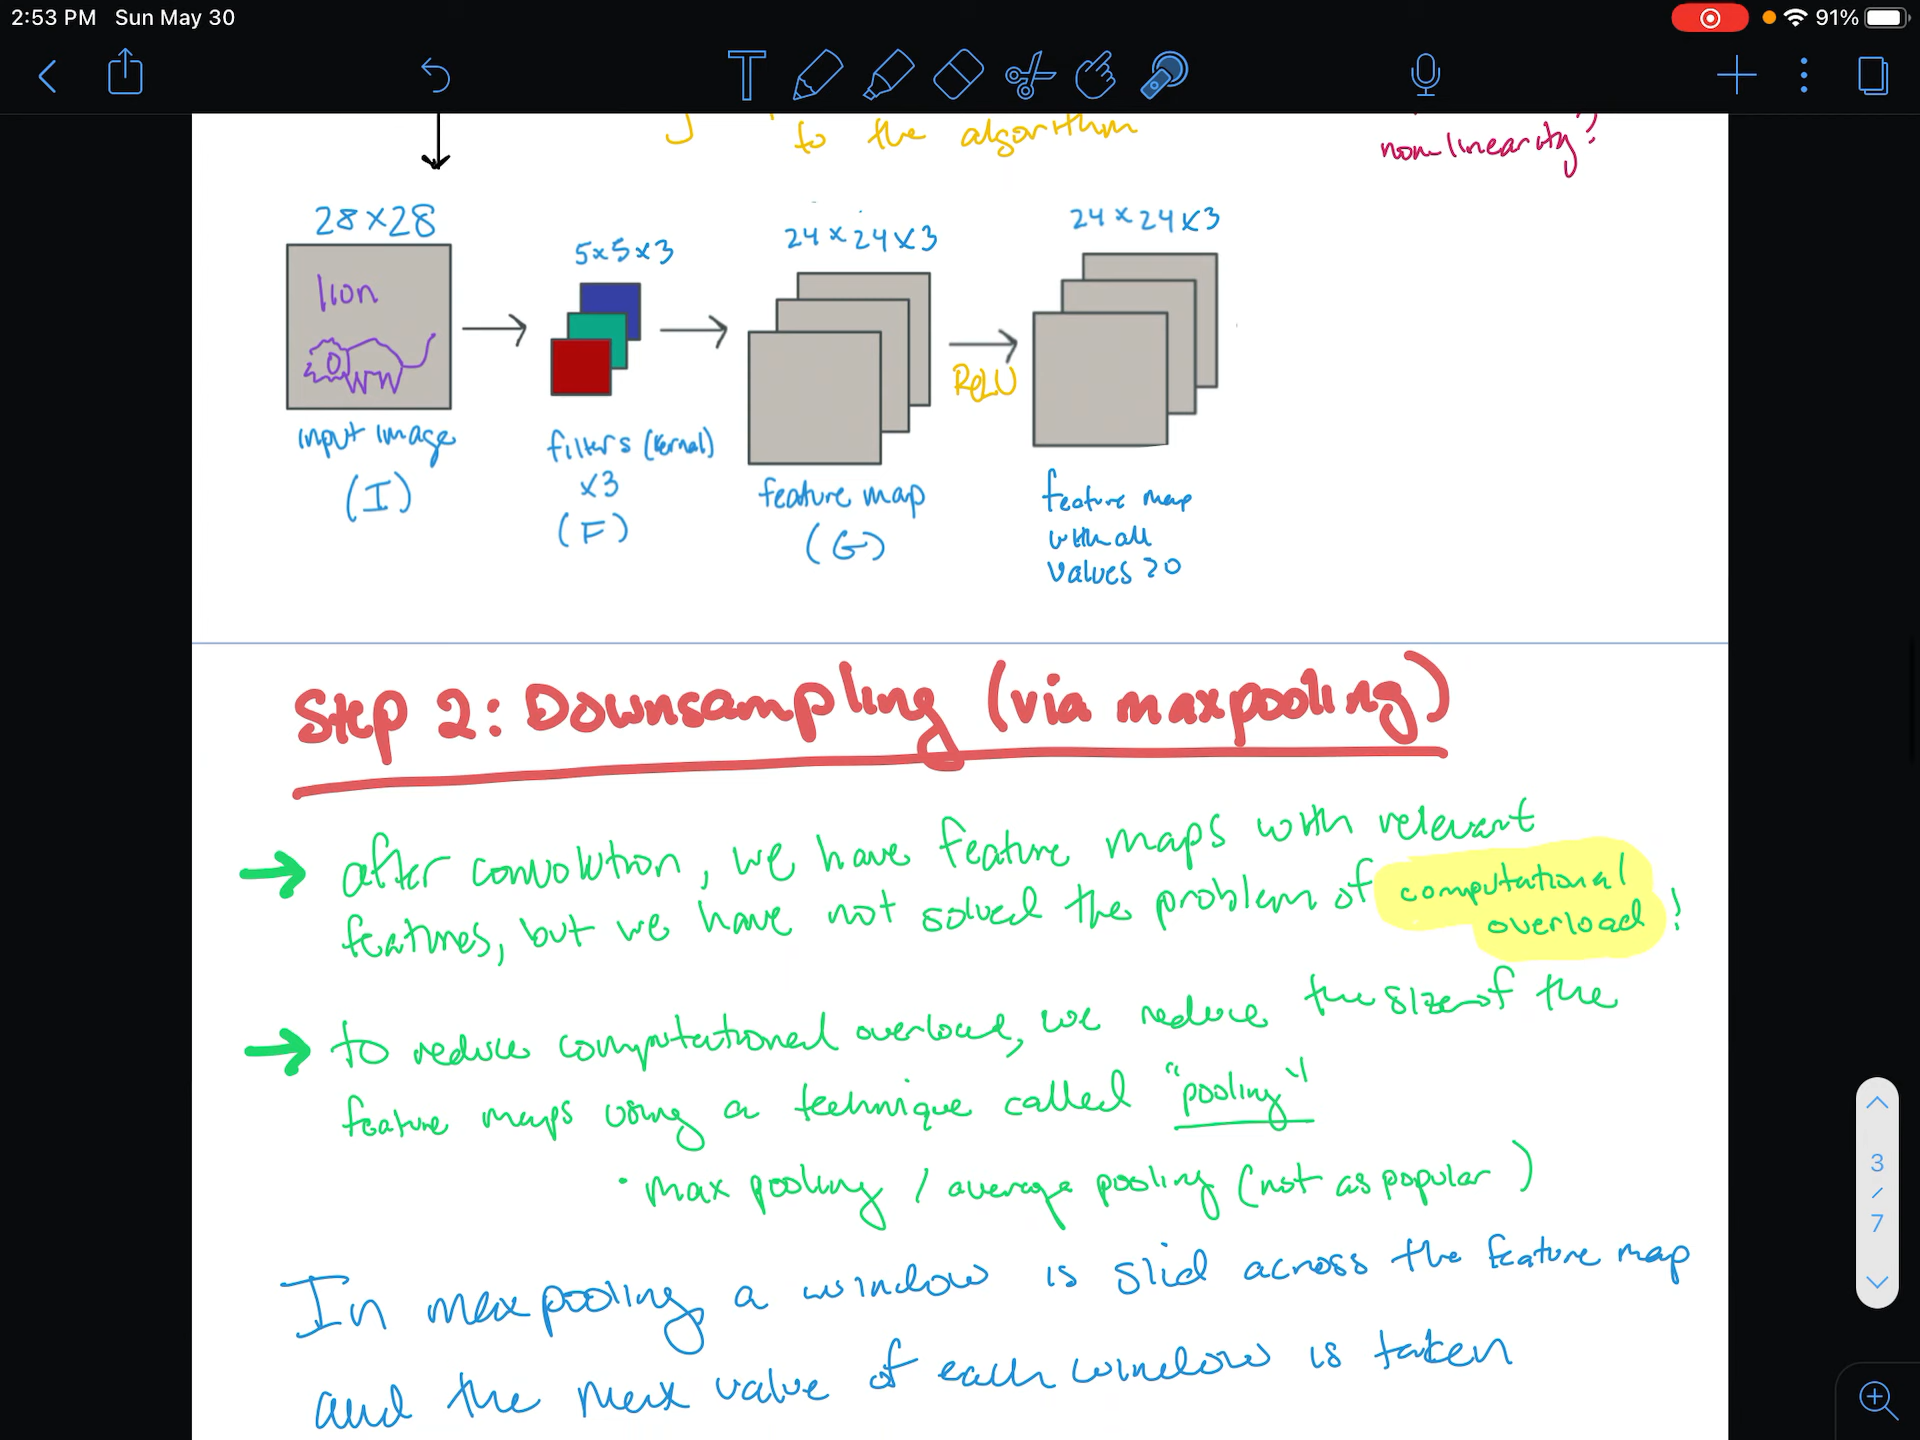 2:53 PM Sun May 30
91%
to the algorithm
non-linearity?
28×28
5×5×3
24×24×3
24×24×3
lion
ReLU
input image
(I)
filters (kernal)
×3
(F)
feature map
(G)
feature map
with all
values ≥0
Step 2: Downsampling (via maxpooling)
→ after convolution, we have feature maps with relevant
features, but we have not solved the problem of computational
overload!
→ to reduce computational overload, we reduce the size of the
feature maps using a technique called "pooling"
· max pooling / average pooling (not as popular)
In maxpooling, a window is slid across the feature map
and the max value of each window is taken
3
/
7